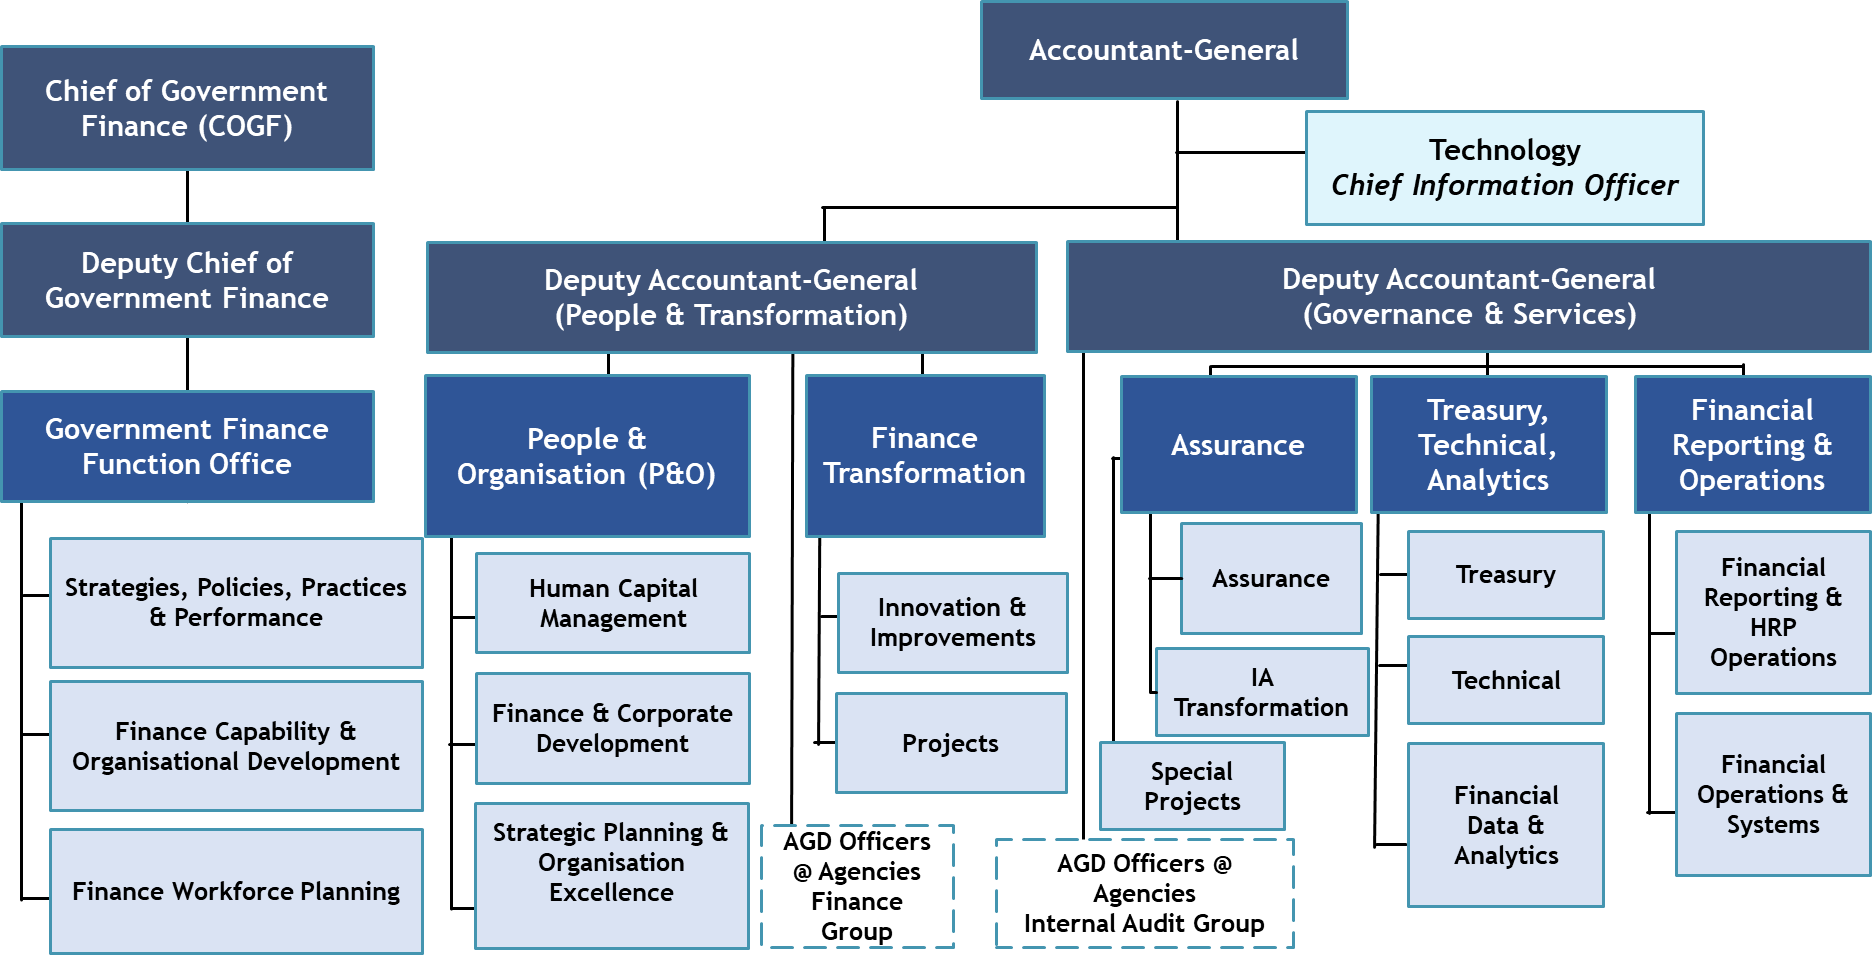 Accountant-General
Chief of Government
Finance (COGF)
Technology
Chief Information Officer
Deputy Chief of
Government Finance
Deputy Accountant-General
(People & Transformation)
Deputy Accountant-General
(Governance & Services)
Government Finance
Function Office
People &
Organisation (P&O)
Finance
Transformation
Assurance
Treasury,
Technical,
Analytics
Financial
Reporting &
Operations
Strategies, Policies, Practices
& Performance
Finance Capability &
Organisational Development
Finance Workforce Planning
Human Capital
Management
Finance & Corporate
Development
Strategic Planning &
Organisation
Excellence
Innovation &
Improvements
Projects
AGD Officers
@ Agencies
Finance
Group
Assurance
IA
Transformation
Special
Projects
AGD Officers @
Agencies
Internal Audit Group
Treasury
Technical
Financial
Data &
Analytics
Financial
Reporting &
HRP
Operations
Financial
Operations &
Systems